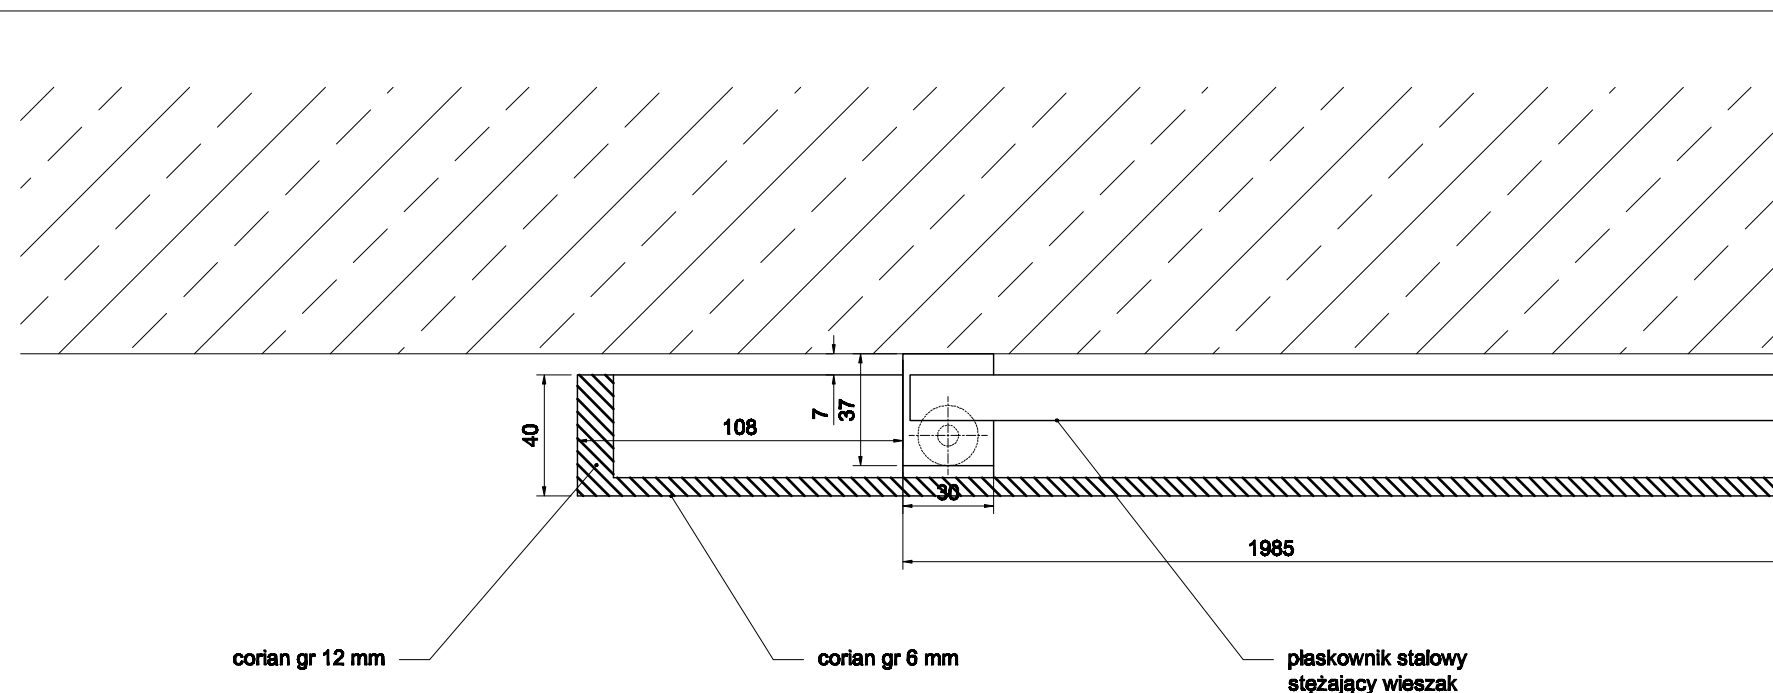 7
37
40
108
30
1985
corian gr 12 mm
corian gr 6 mm
płaskownik stalowy
stężający wieszak